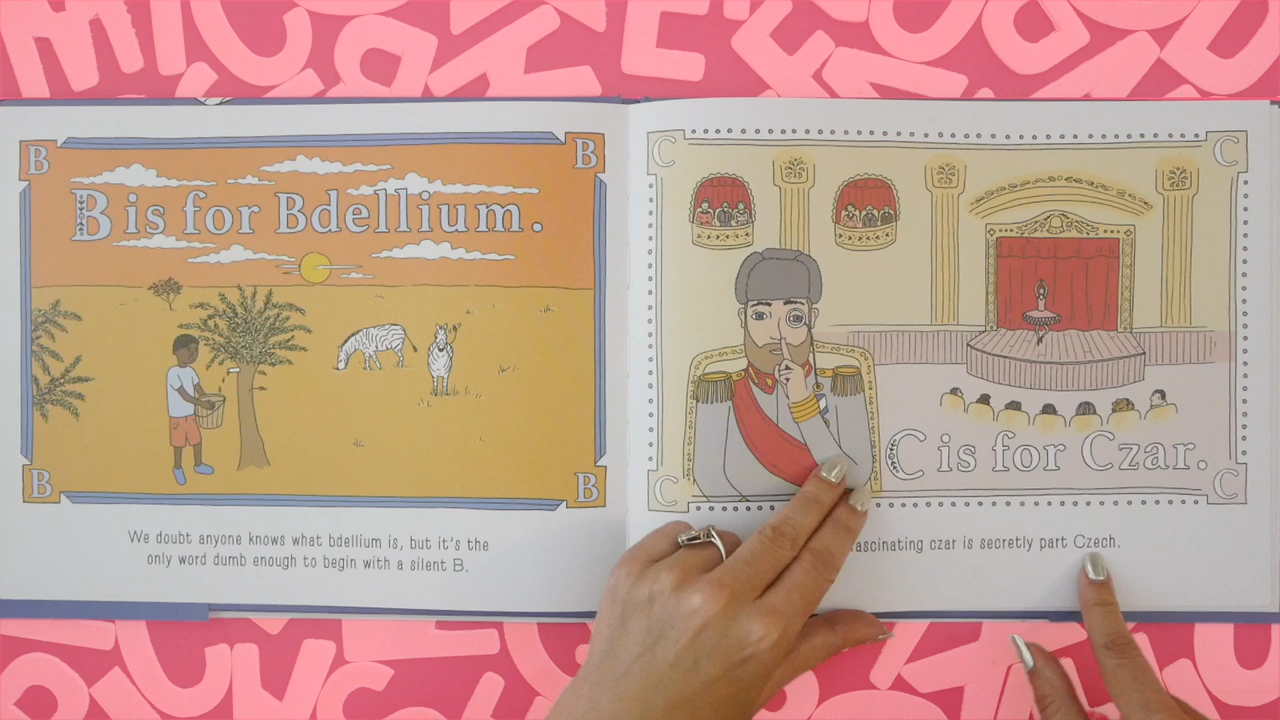 B B
B is for Bdellium.
B B
We doubt anyone knows what bdellium is, but it's the
only word dumb enough to begin with a silent B.
C C
C is for Czar.
C C
fascinating czar is secretly part Czech.